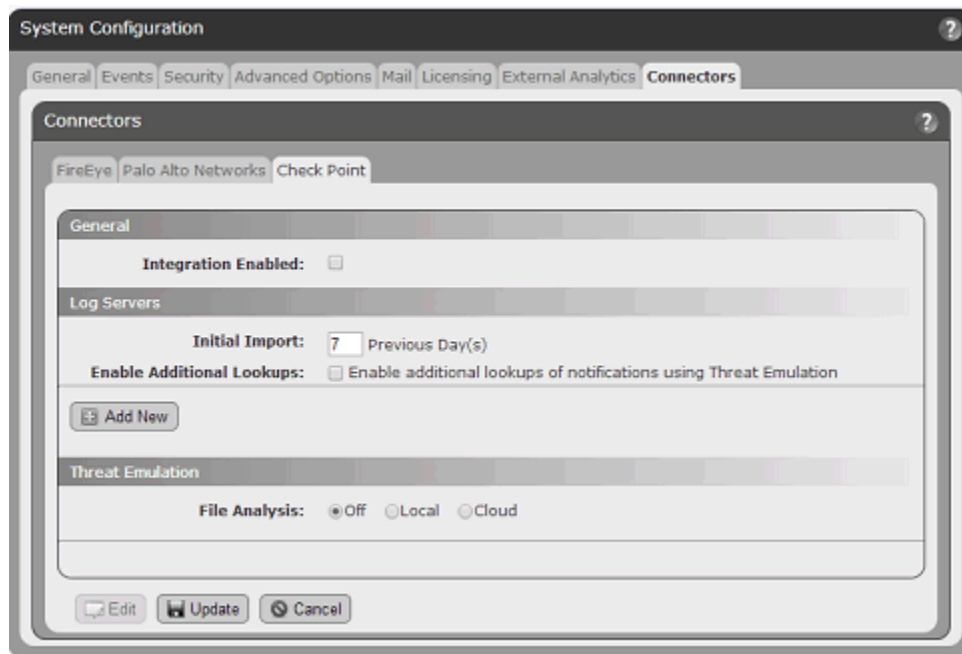 System Configuration ?
General Events Security Advanced Options Mail Licensing External Analytics Connectors
Connectors ?
FireEye Palo Alto Networks Check Point
General
Integration Enabled:
Log Servers
Initial Import: 7 Previous Day(s)
Enable Additional Lookups: Enable additional lookups of notifications using Threat Emulation
Add New
Threat Emulation
File Analysis: Off Local Cloud
Edit Update Cancel